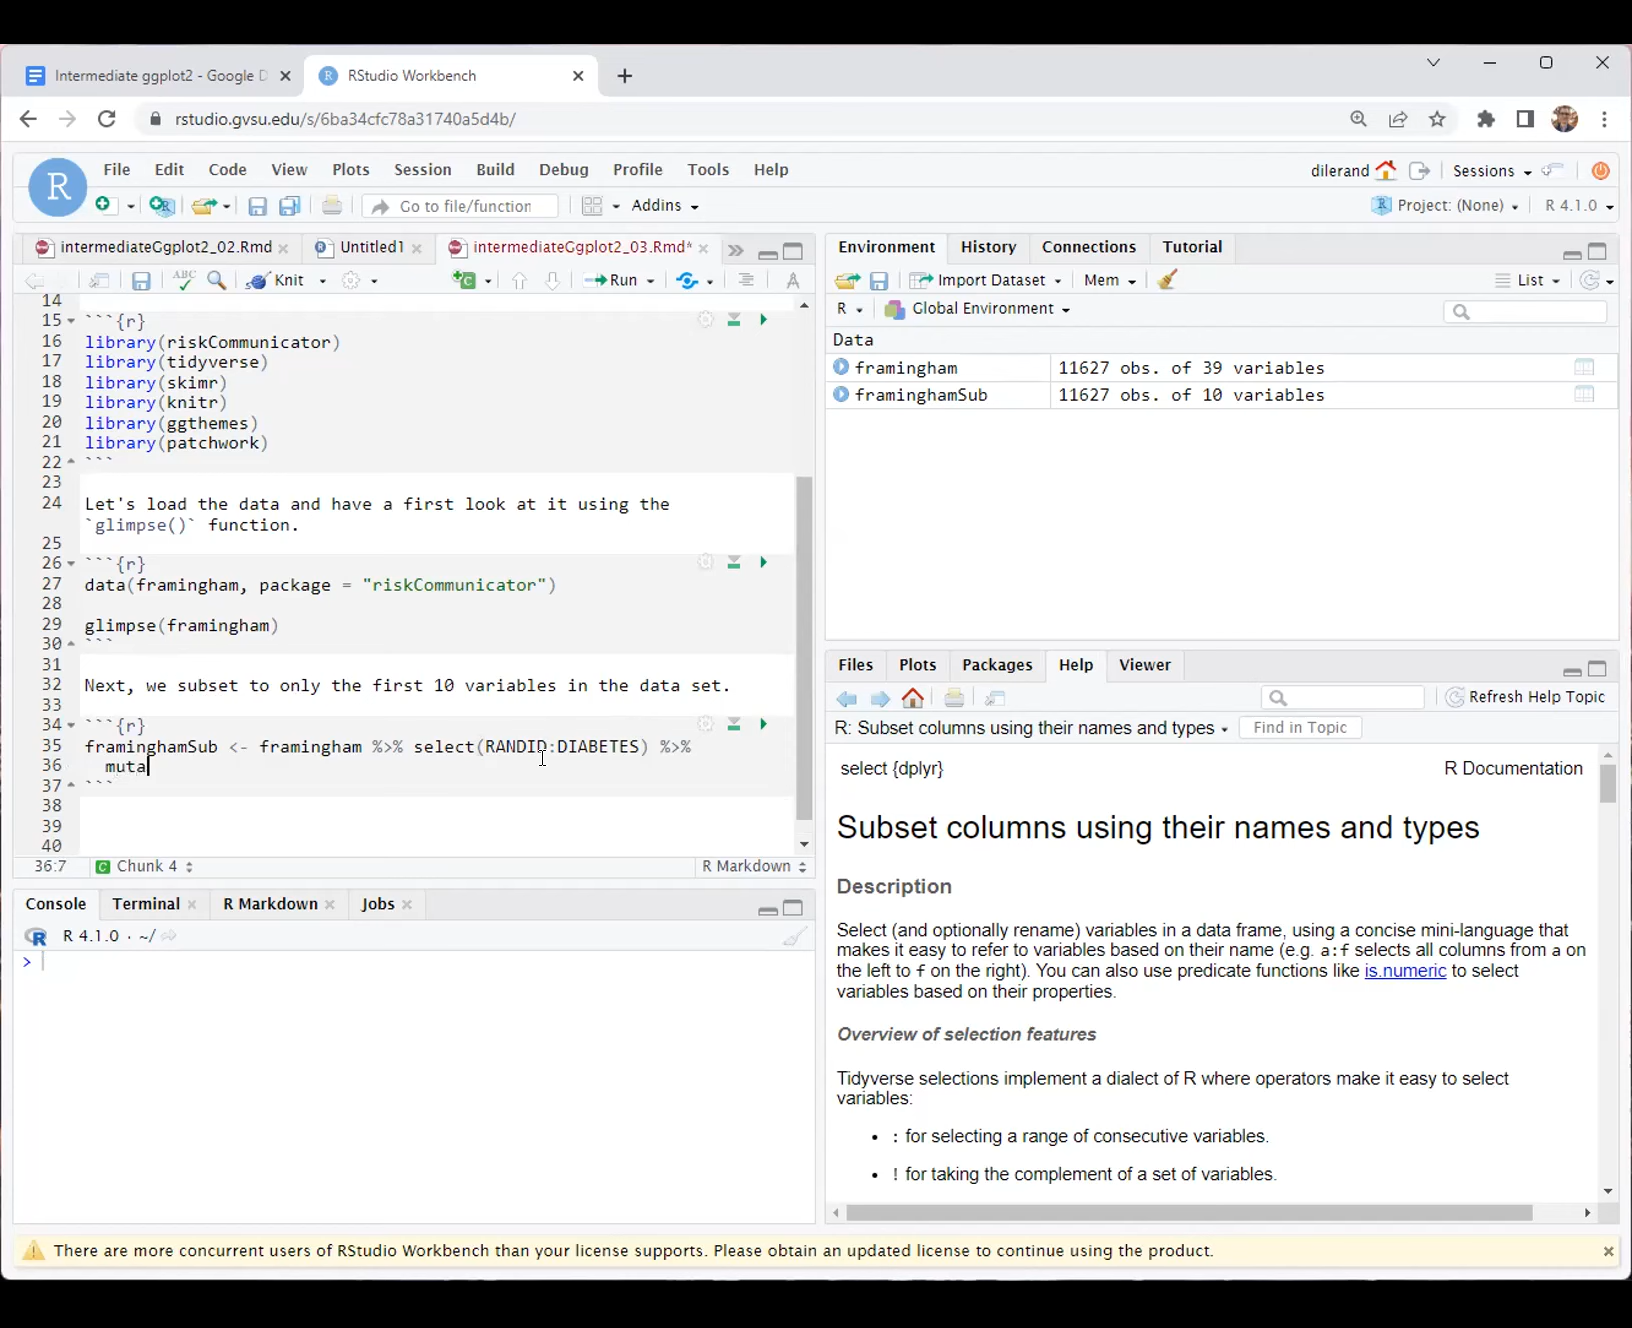 Intermediate ggplot2 - Google D
RStudio Workbench
rstudio.gvsu.edu/s/6ba34cfc78a31740a5d4b/
R
File Edit Code View Plots Session Build Debug Profile Tools Help
dilerand Sessions
Go to file/function Addins
Project: (None) R 4.1.0
intermediateGgplot2_02.Rmd Untitled1 intermediateGgplot2_03.Rmd*
Knit Run
14
15 ```{r}
16 library(riskCommunicator)
17 library(tidyverse)
18 library(skimr)
19 library(knitr)
20 library(ggthemes)
21 library(patchwork)
22 ```
23
24 Let's load the data and have a first look at it using the
`glimpse()` function.
25
26 ```{r}
27 data(framingham, package = "riskCommunicator")
28
29 glimpse(framingham)
30 ```
31
32 Next, we subset to only the first 10 variables in the data set.
33
34 ```{r}
35 framinghamSub <- framingham %>% select(RANDID:DIABETES) %>%
36 muta
37 ```
38
39
40
36:7 Chunk 4 R Markdown
Console Terminal R Markdown Jobs
R 4.1.0 · ~/
>
Environment History Connections Tutorial
Import Dataset Mem List
R Global Environment
Data
framingham 11627 obs. of 39 variables
framinghamSub 11627 obs. of 10 variables
Files Plots Packages Help Viewer
Refresh Help Topic
R: Subset columns using their names and types Find in Topic
select {dplyr} R Documentation
Subset columns using their names and types
Description
Select (and optionally rename) variables in a data frame, using a concise mini-language that
makes it easy to refer to variables based on their name (e.g. a:f selects all columns from a on
the left to f on the right). You can also use predicate functions like is.numeric to select
variables based on their properties.
Overview of selection features
Tidyverse selections implement a dialect of R where operators make it easy to select
variables:
• : for selecting a range of consecutive variables.
• ! for taking the complement of a set of variables.
There are more concurrent users of RStudio Workbench than your license supports. Please obtain an updated license to continue using the product.